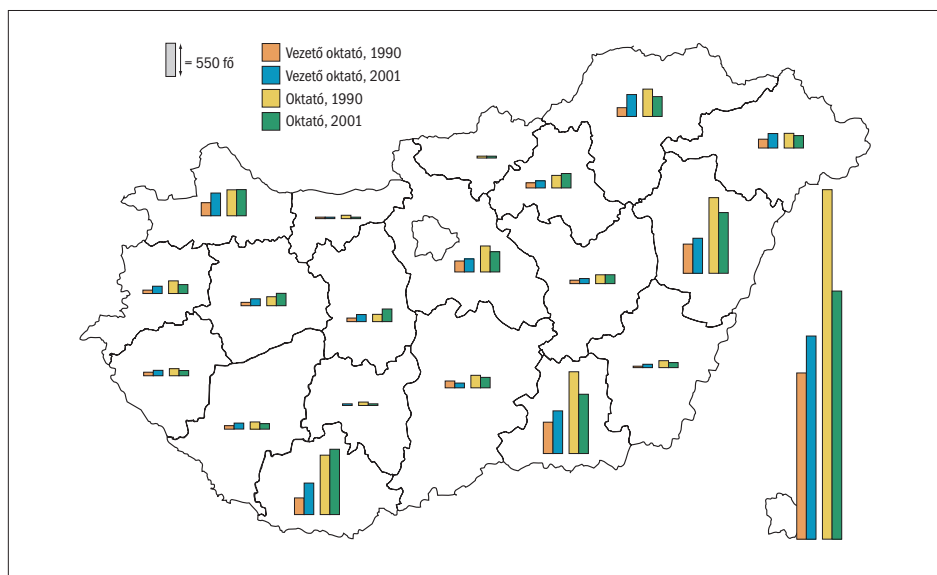 = 550 fő
Vezető oktató, 1990
Vezető oktató, 2001
Oktató, 1990
Oktató, 2001